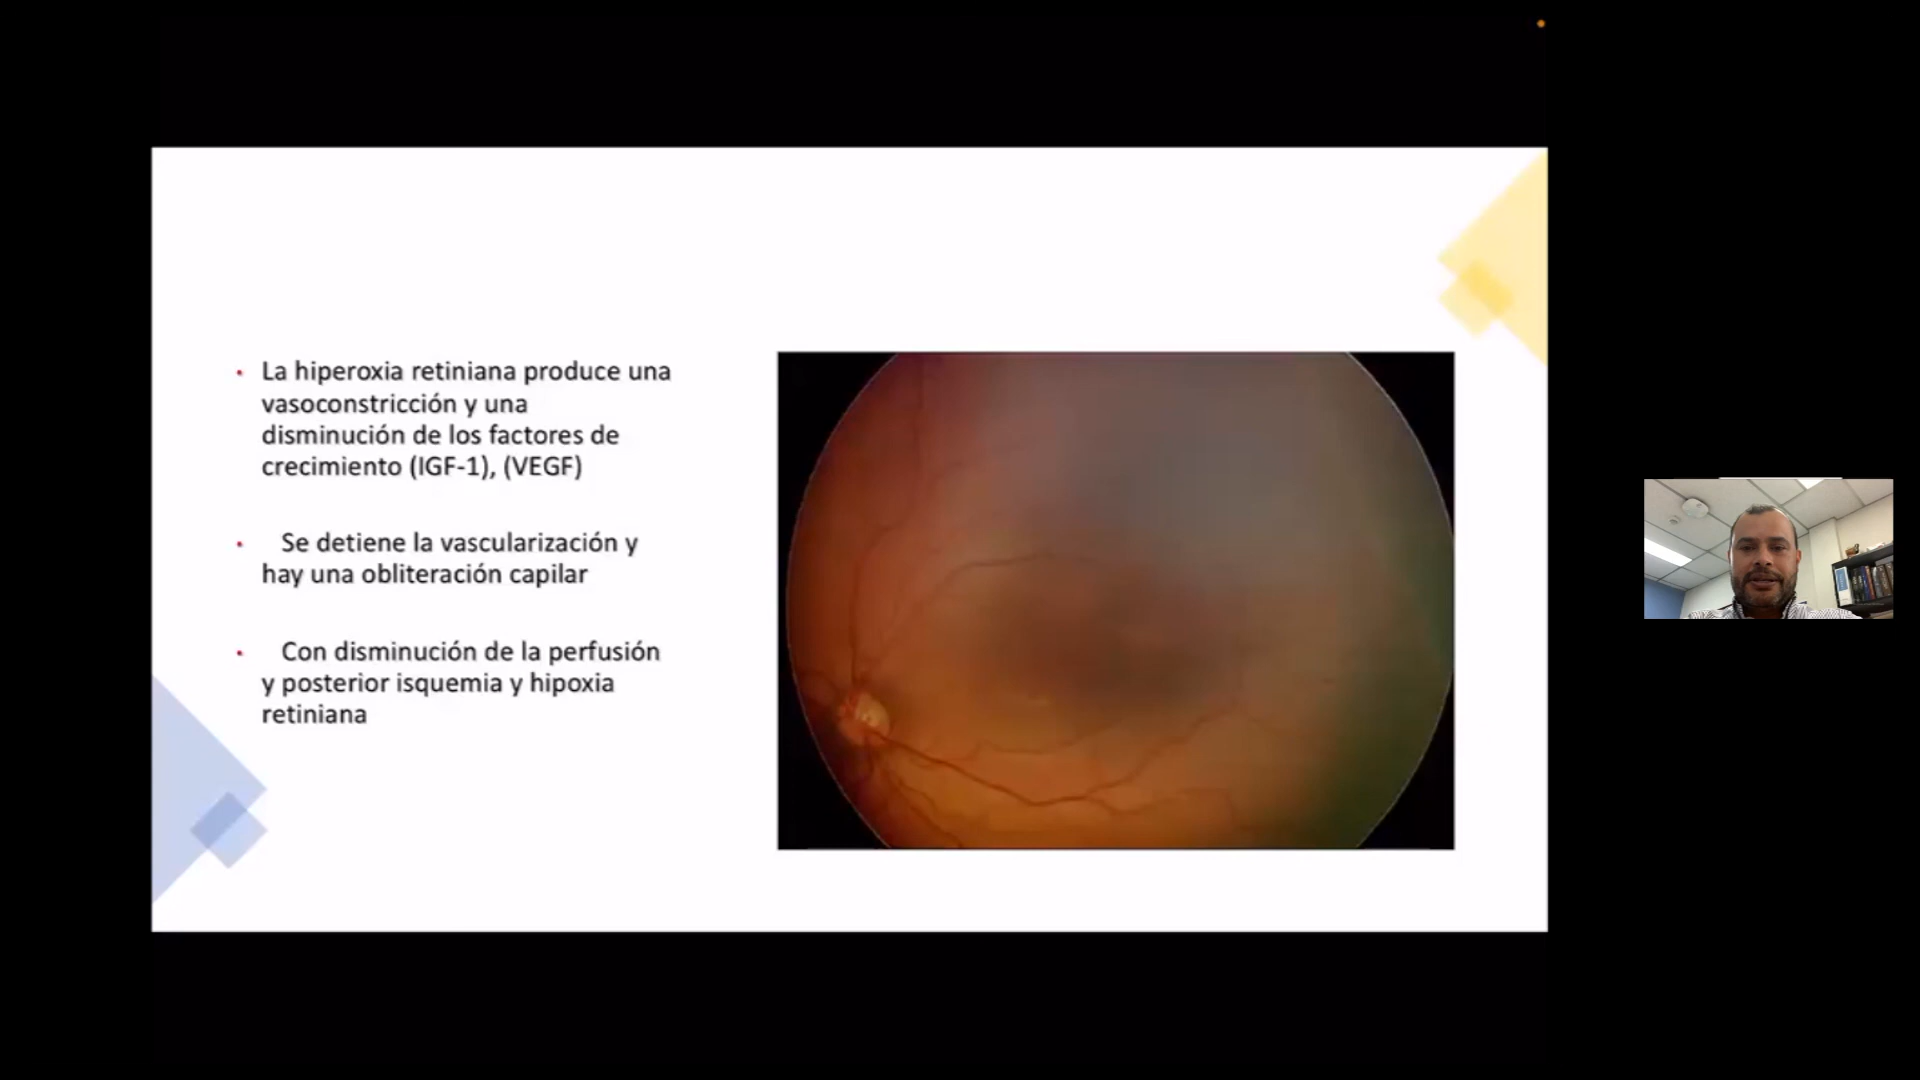 • La hiperoxia retiniana produce una
vasoconstricción y una
disminución de los factores de
crecimiento (IGF-1), (VEGF)
• Se detiene la vascularización y
hay una obliteración capilar
• Con disminución de la perfusión
y posterior isquemia y hipoxia
retiniana